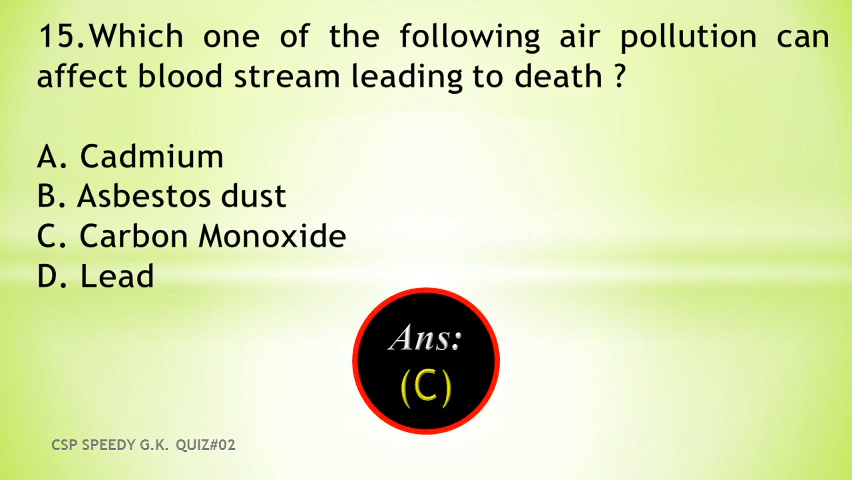 15.Which one of the following air pollution can
affect blood stream leading to death ?
A. Cadmium
B. Asbestos dust
C. Carbon Monoxide
D. Lead
Ans:
(C)
CSP SPEEDY G.K. QUIZ#02